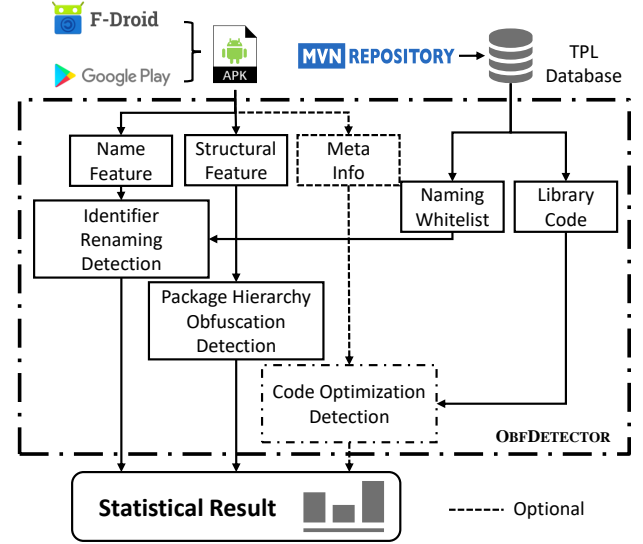 F-Droid
Google Play
APK
MVN REPOSITORY
TPL
Database
Name
Feature
Structural
Feature
Meta
Info
Naming
Whitelist
Library
Code
Identifier
Renaming
Detection
Package Hierarchy
Obfuscation
Detection
Code Optimization
Detection
OBFDETECTOR
Statistical Result
Optional